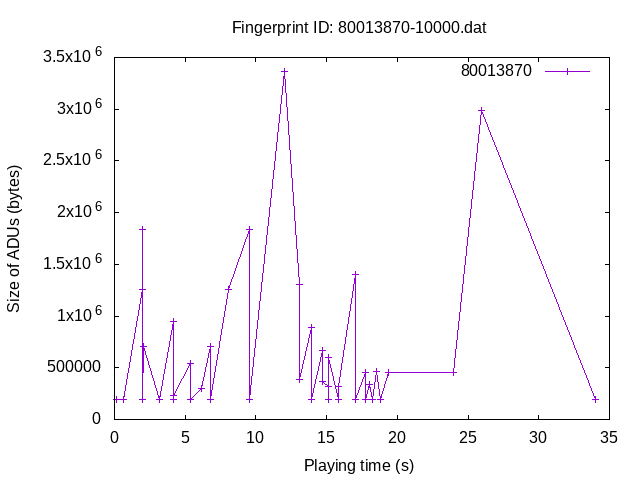 Fingerprint ID: 80013870-10000.dat
80013870
Size of ADUs (bytes)
3.5x10^6
3x10^6
2.5x10^6
2x10^6
1.5x10^6
1x10^6
500000
0
0 5 10 15 20 25 30 35
Playing time (s)